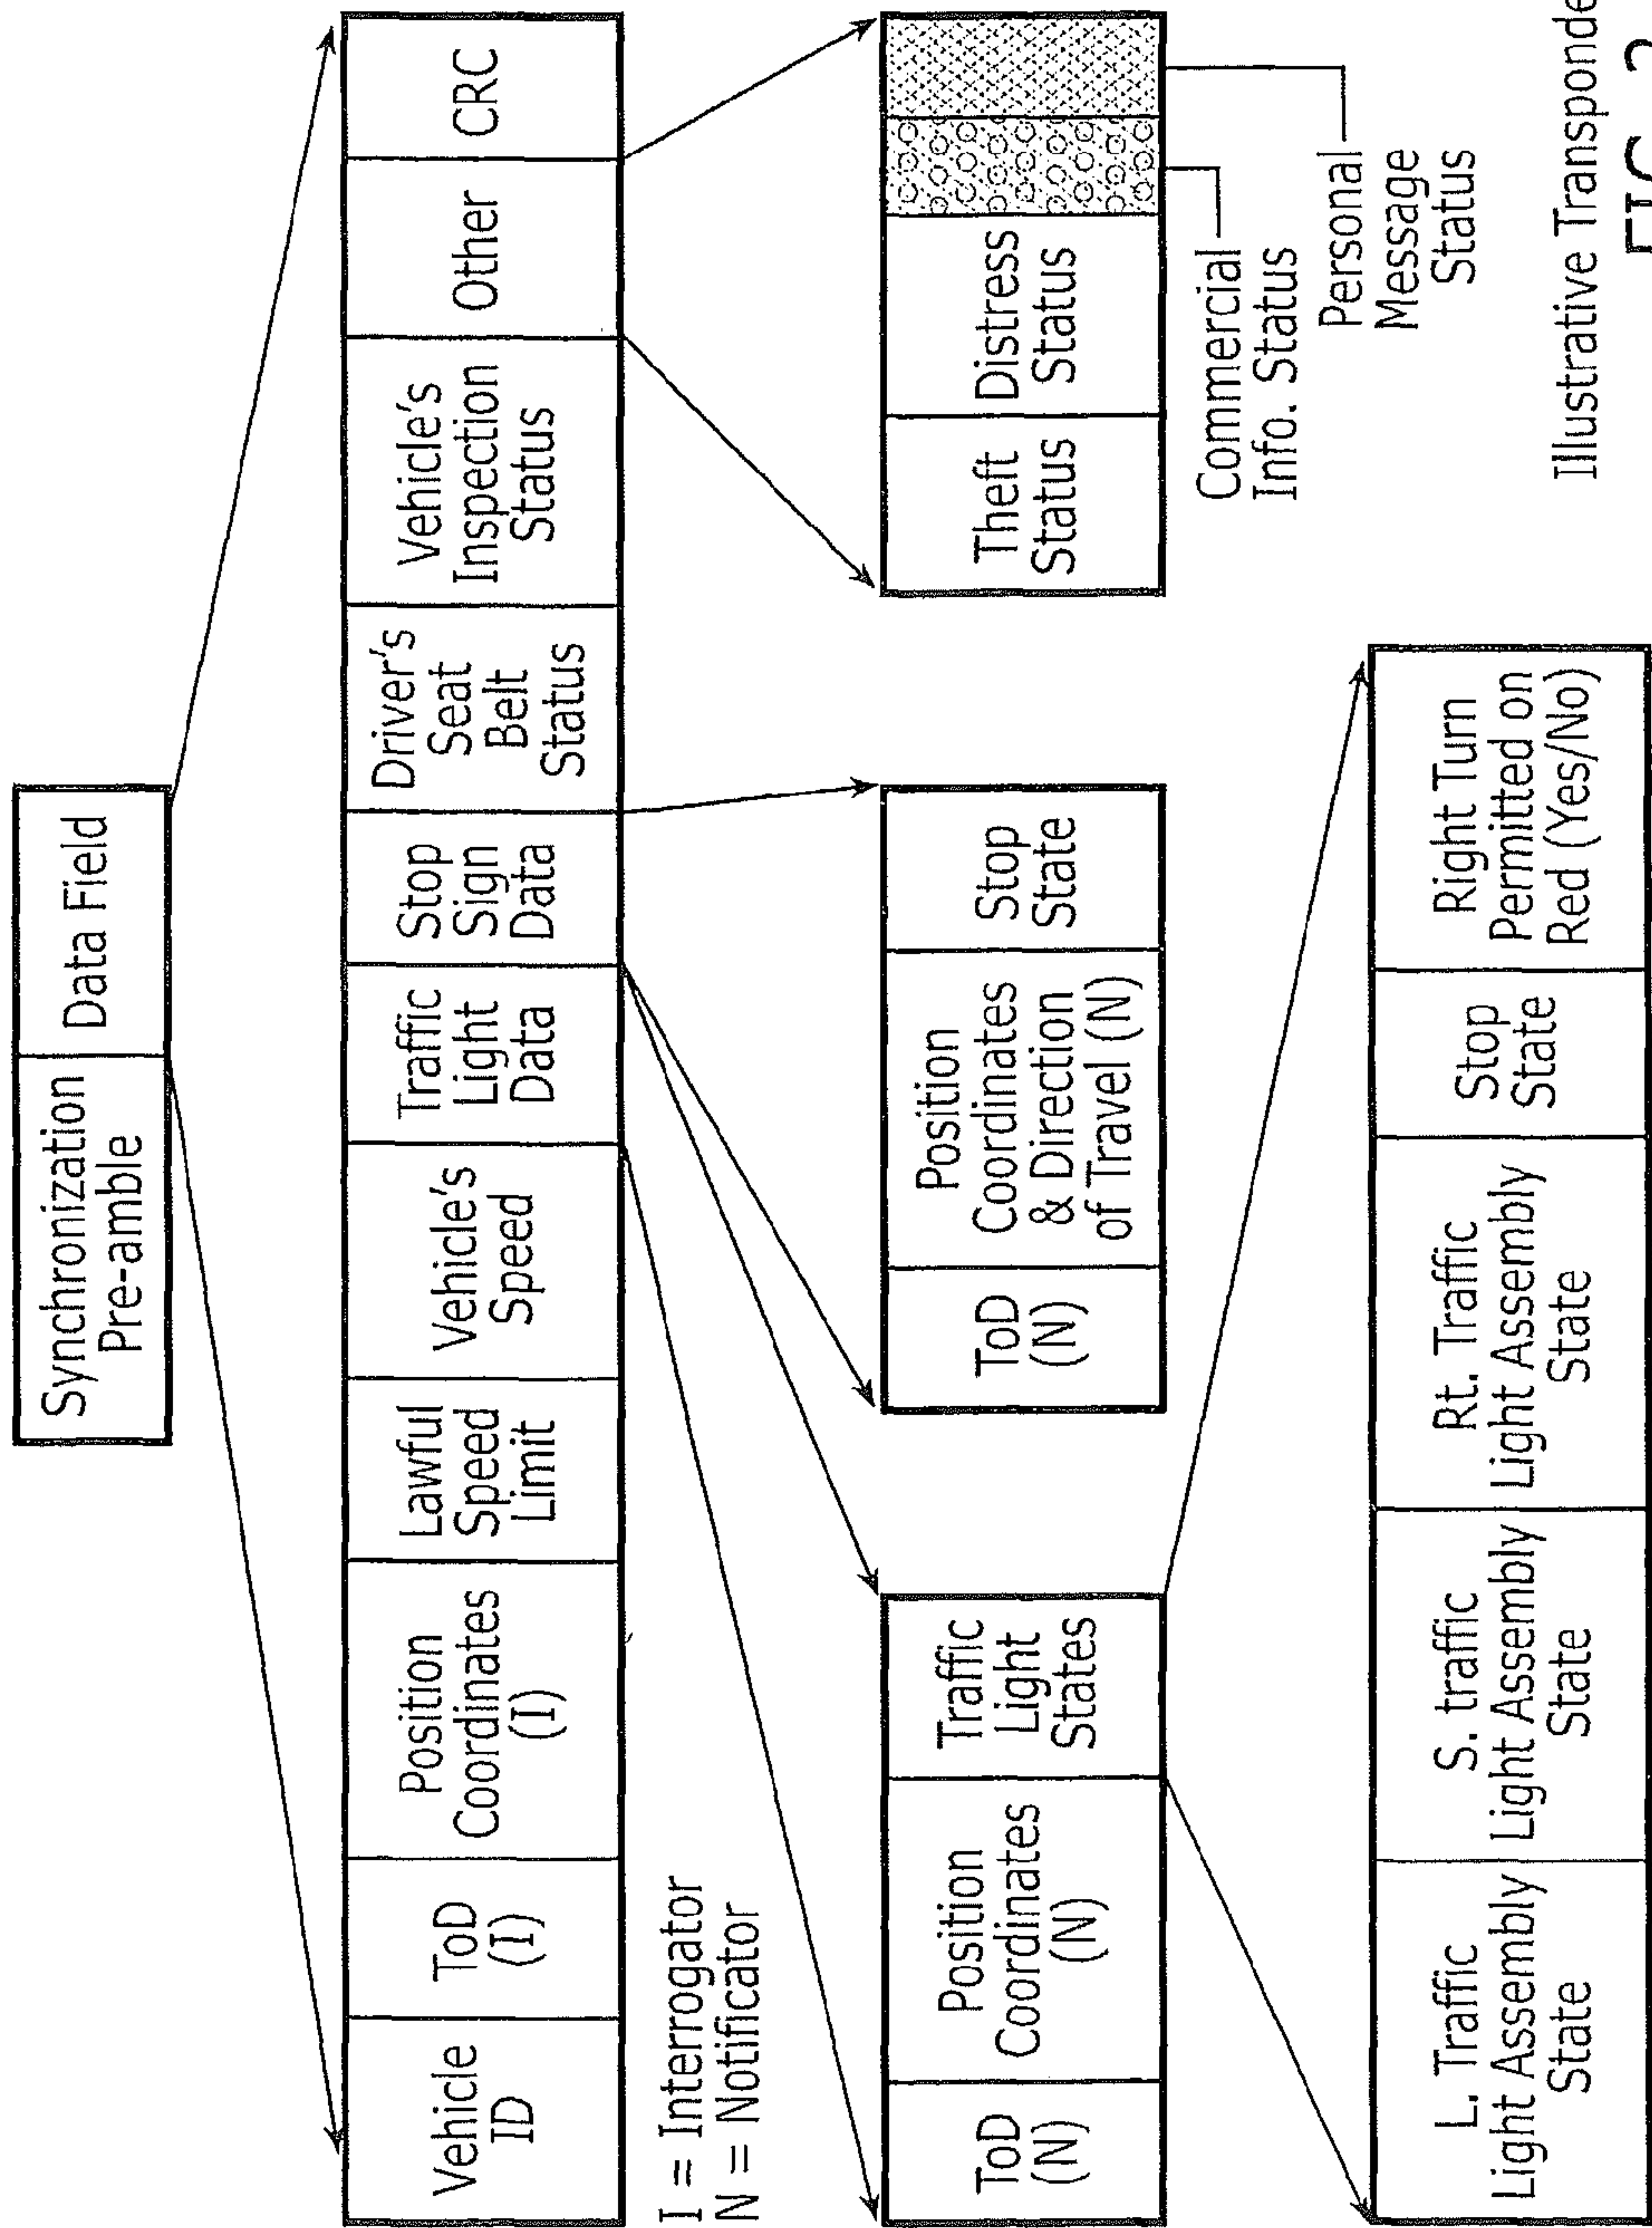 Synchronization
Pre-amble
Data Field
Vehicle
ID
ToD
(I)
Position
Coordinates
(I)
Lawful
Speed
Limit
Vehicle's
Speed
Traffic
Light
Data
Stop
Sign
Data
Driver's
Seat
Belt
Status
Vehicle's
Inspection
Status
Other
CRC
I = Interrogator
N = Notificator
ToD
(N)
Position
Coordinates
(N)
Traffic
Light
States
ToD
(N)
Position
Coordinates
& Direction
of Travel (N)
Stop
State
Theft
Status
Distress
Status
Commercial
Info. Status
Personal
Message
Status
L. Traffic
Light Assembly
State
S. traffic
Light Assembly
State
Rt. Traffic
Light Assembly
State
Stop
State
Right Turn
Permitted on
Red (Yes/No)
Illustrative Transponde